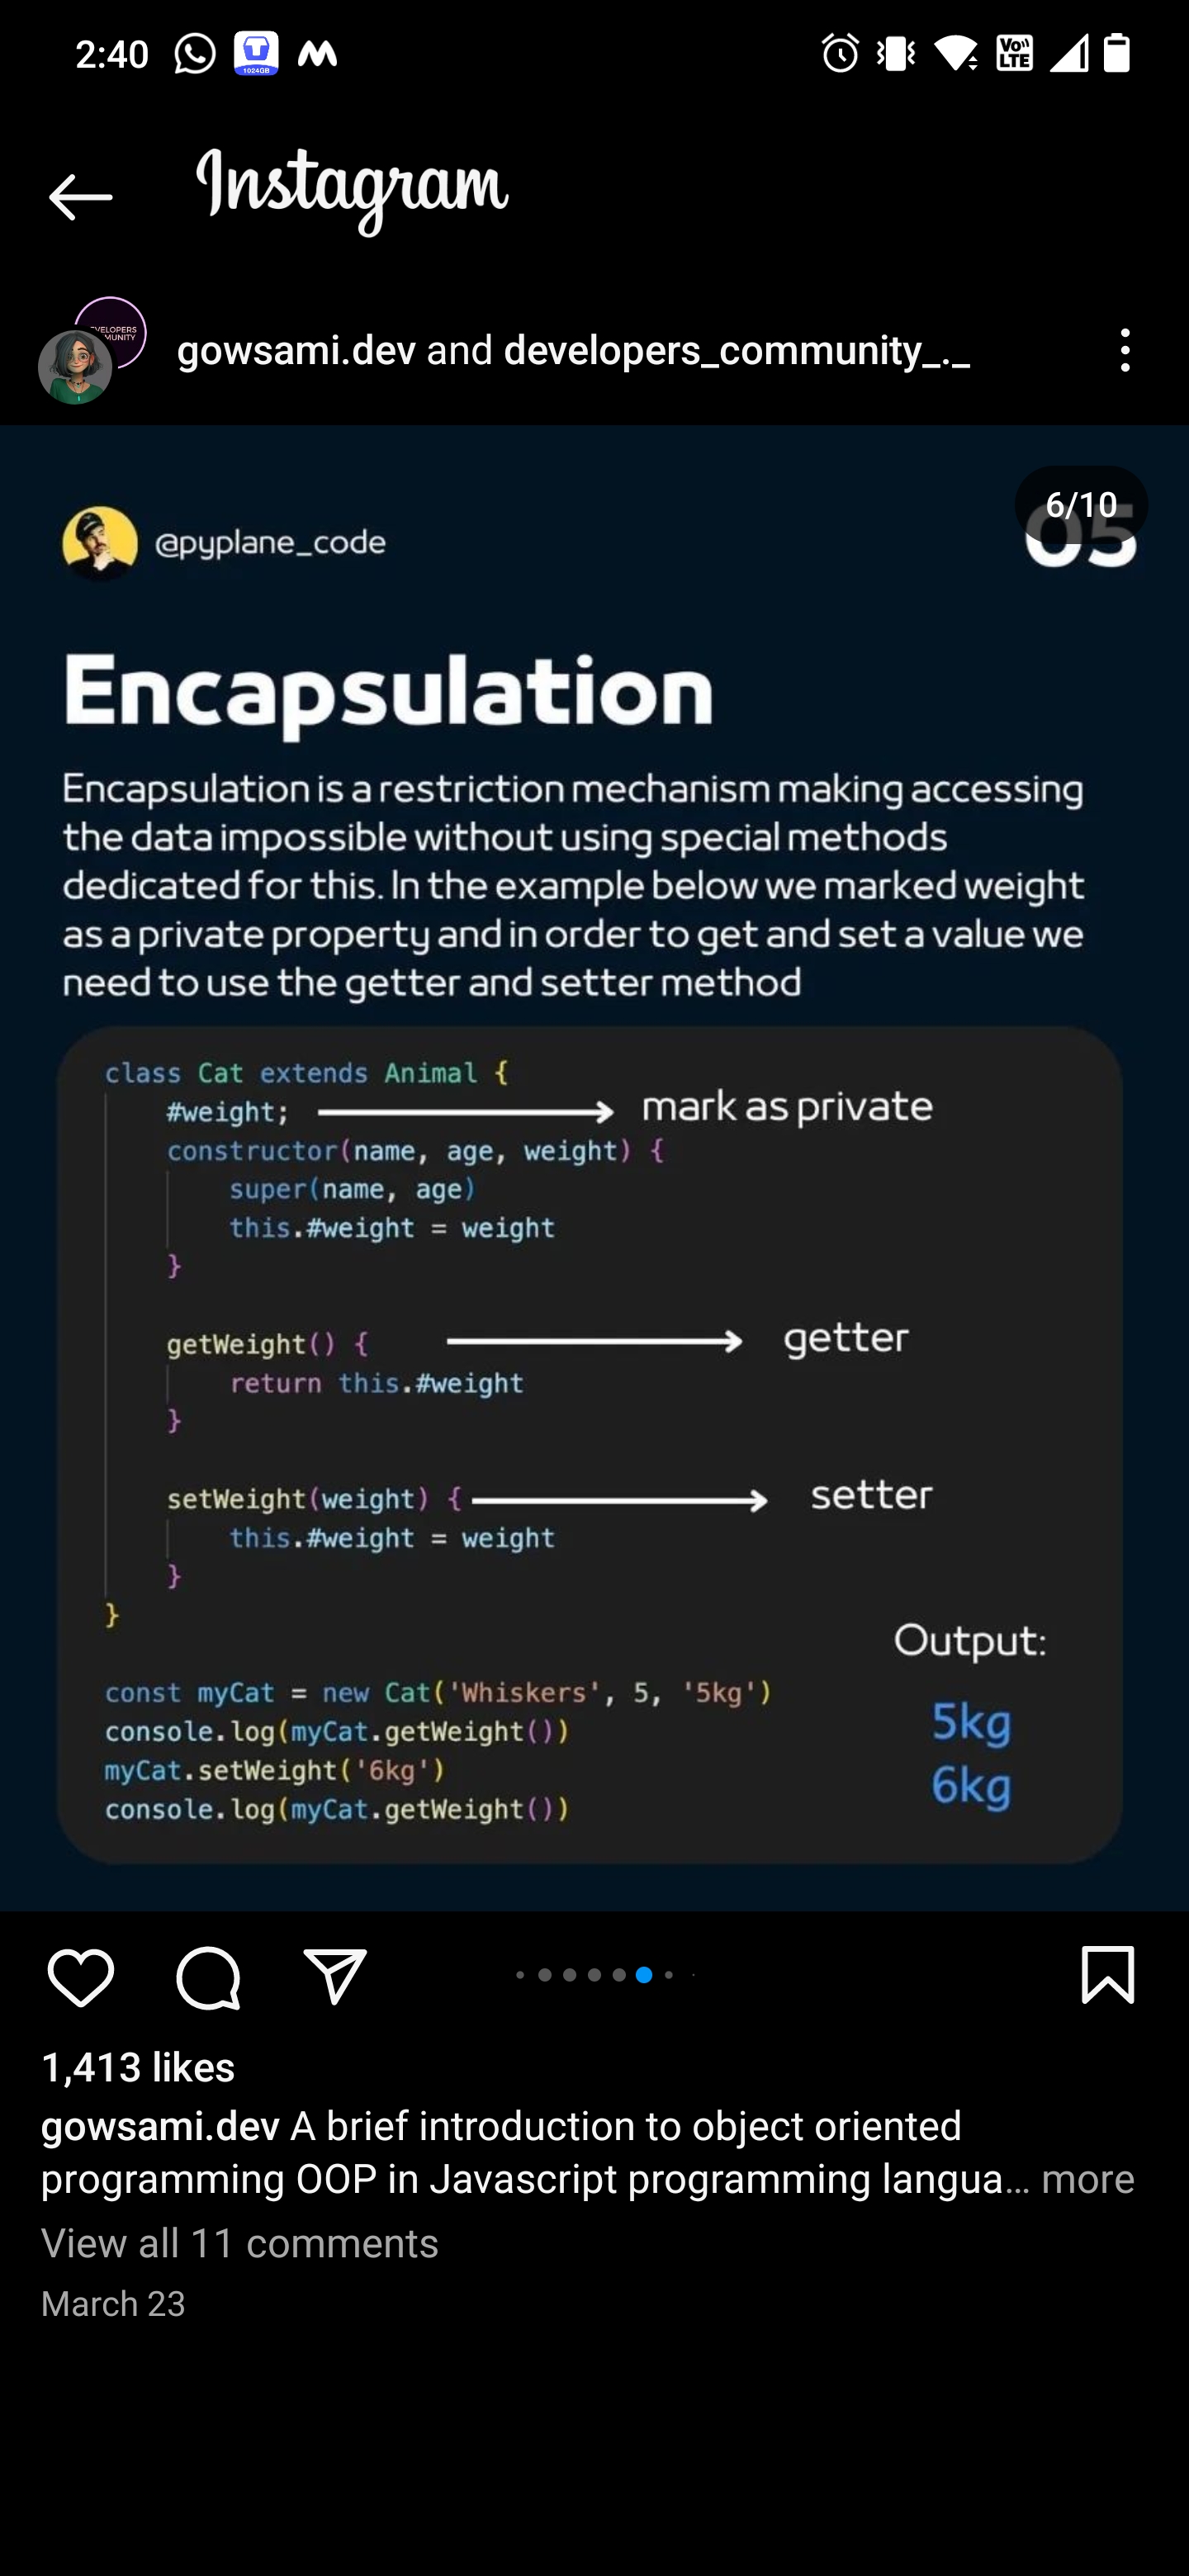 2:40
1024GB
Vo))
LTE
Instagram
VELOPERS
MUNITY
gowsami.dev and developers_community_._
6/10
05
@pyplane_code
Encapsulation
Encapsulation is a restriction mechanism making accessing
the data impossible without using special methods
dedicated for this. In the example below we marked weight
as a private property and in order to get and set a value we
need to use the getter and setter method
class Cat extends Animal {
#weight; mark as private
constructor(name, age, weight) {
super(name, age)
this.#weight = weight
}
getWeight() { getter
return this.#weight
}
setWeight(weight) { setter
this.#weight = weight
}
}
Output:
const myCat = new Cat('Whiskers', 5, '5kg')
5kg
console.log(myCat.getWeight())
myCat.setWeight('6kg')
6kg
console.log(myCat.getWeight())
1,413 likes
gowsami.dev A brief introduction to object oriented
programming OOP in Javascript programming langua... more
View all 11 comments
March 23